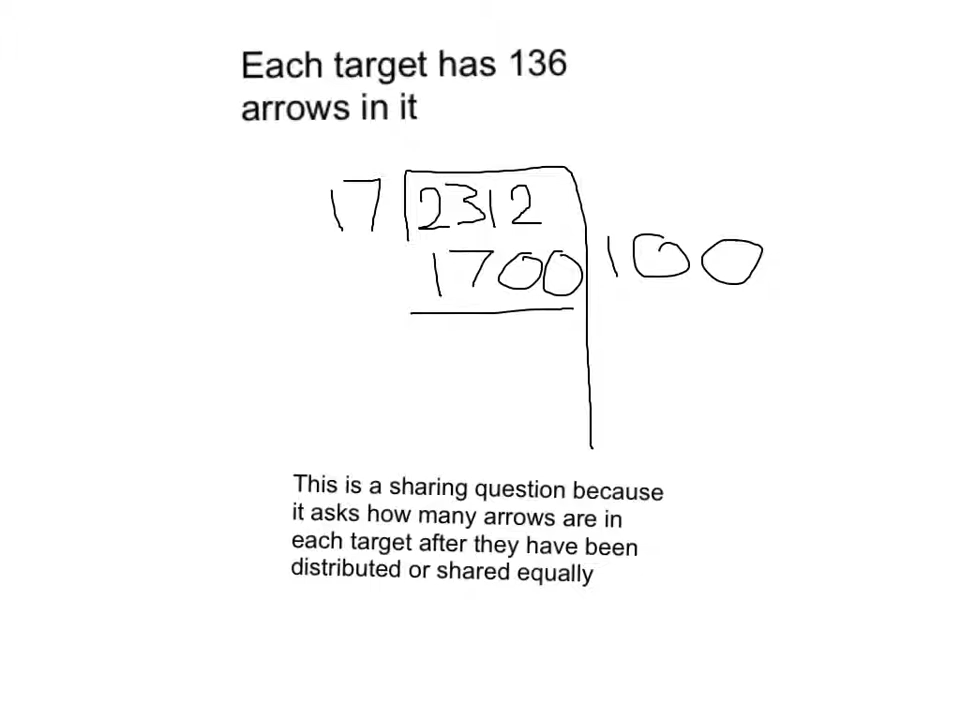 Each target has 136
arrows in it
17 2312
1700 100
This is a sharing question because
it asks how many arrows are in
each target after they have been
distributed or shared equally